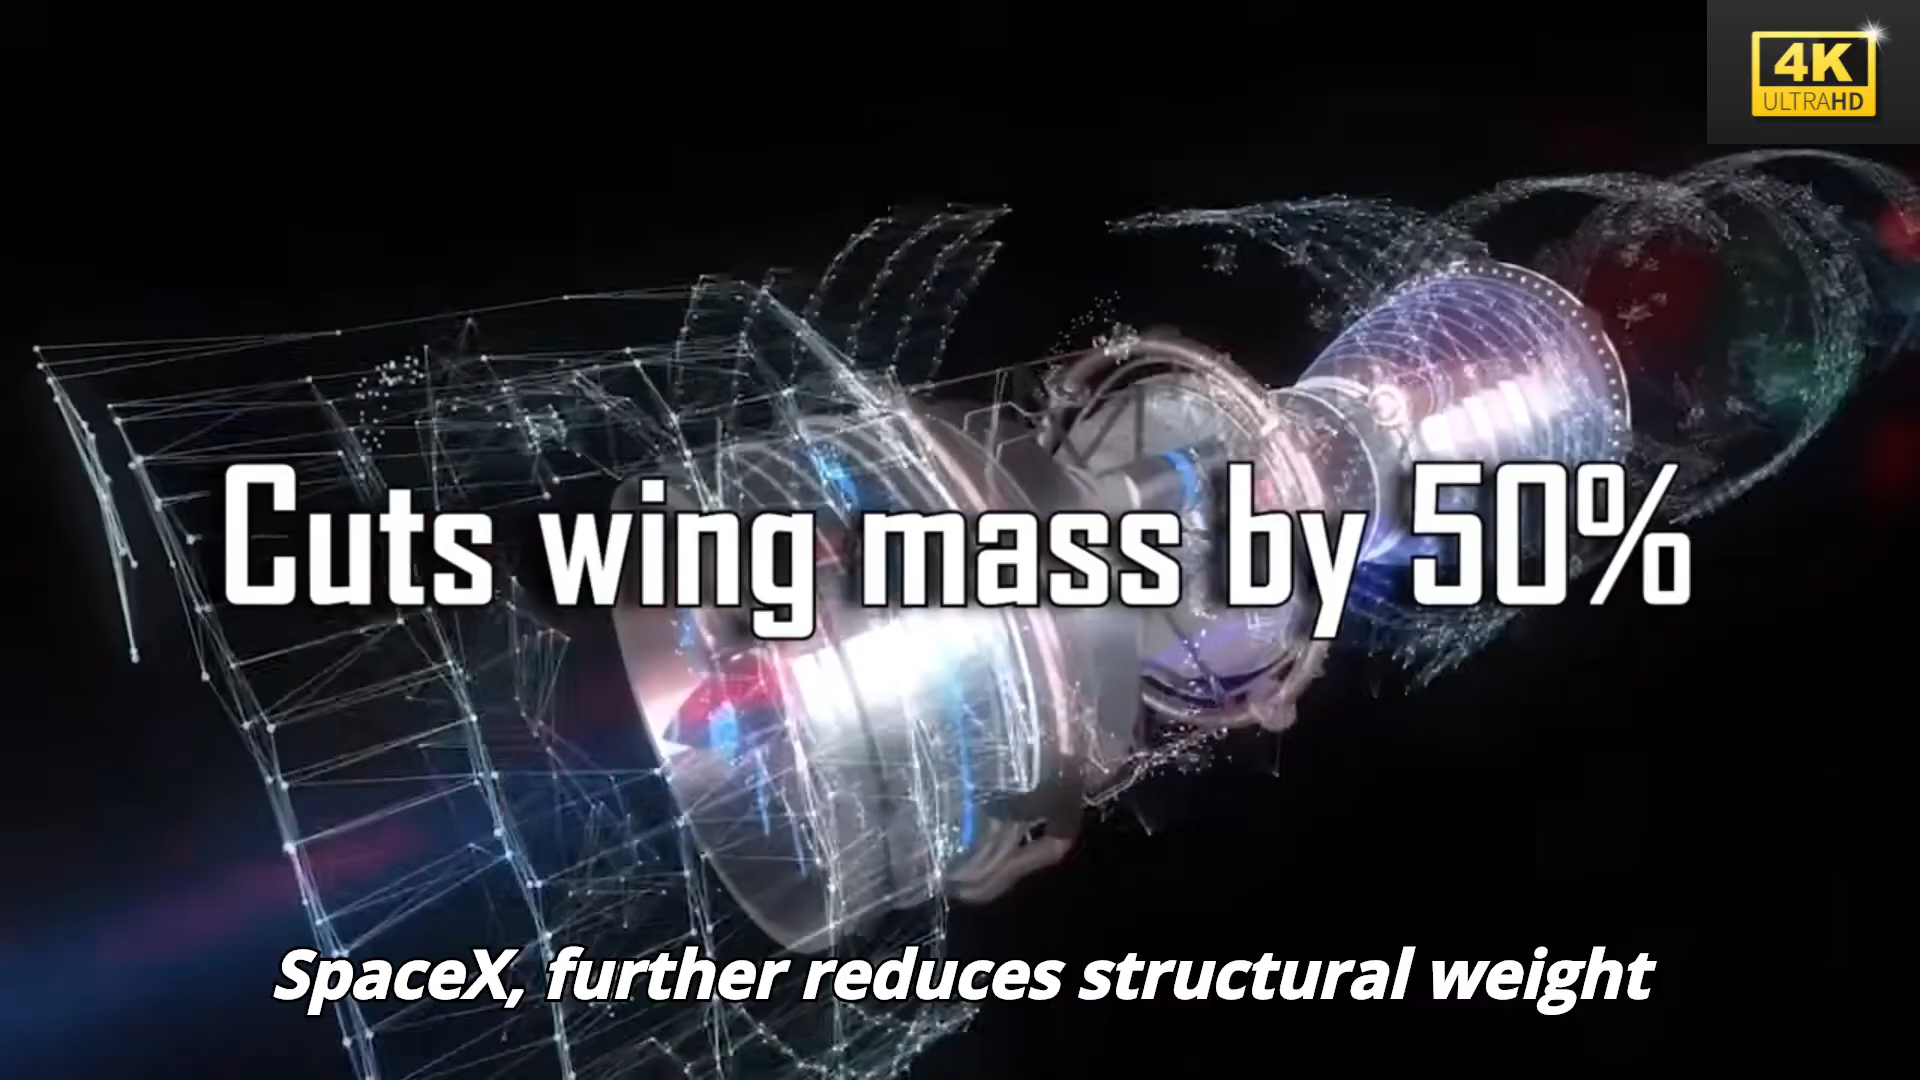 4K
ULTRAHD
Cuts wing mass by 50%
SpaceX, further reduces structural weight